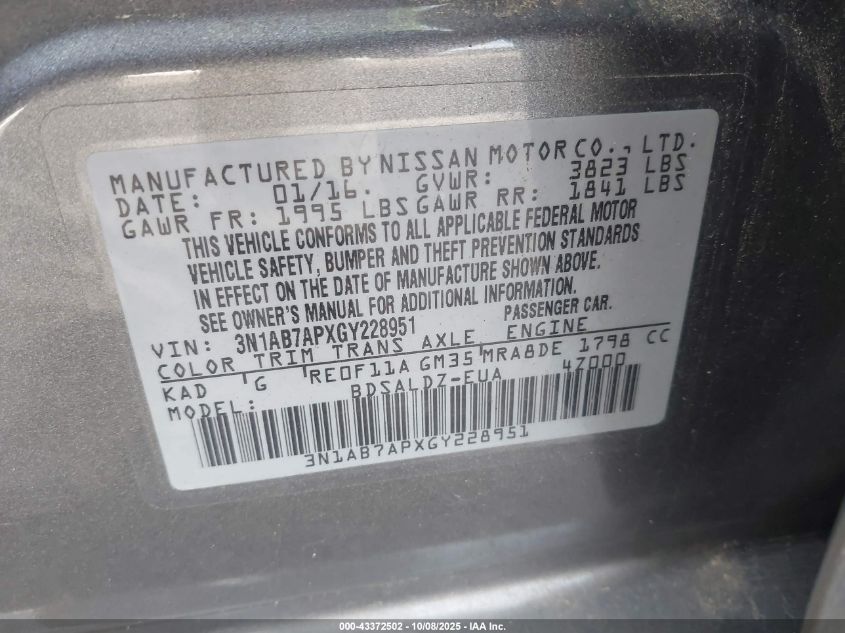 MANUFACTURED BY NISSAN MOTOR CO., LTD.
DATE: 01/16. GVWR: 3823 LBS
GAWR FR: 1995 LBS GAWR RR: 1841 LBS
THIS VEHICLE CONFORMS TO ALL APPLICABLE FEDERAL MOTOR
VEHICLE SAFETY, BUMPER AND THEFT PREVENTION STANDARDS
IN EFFECT ON THE DATE OF MANUFACTURE SHOWN ABOVE.
SEE OWNER'S MANUAL FOR ADDITIONAL INFORMATION.
VIN: 3N1AB7APXGY228951 PASSENGER CAR.
COLOR TRIM TRANS AXLE ENGINE
KAD G RE0F11A GM35 MRA8DE 1798 CC
MODEL: BDSALDZ-EUA 47000
3N1AB7APXGY228951
000-43372502 - 10/08/2025 - IAA Inc.